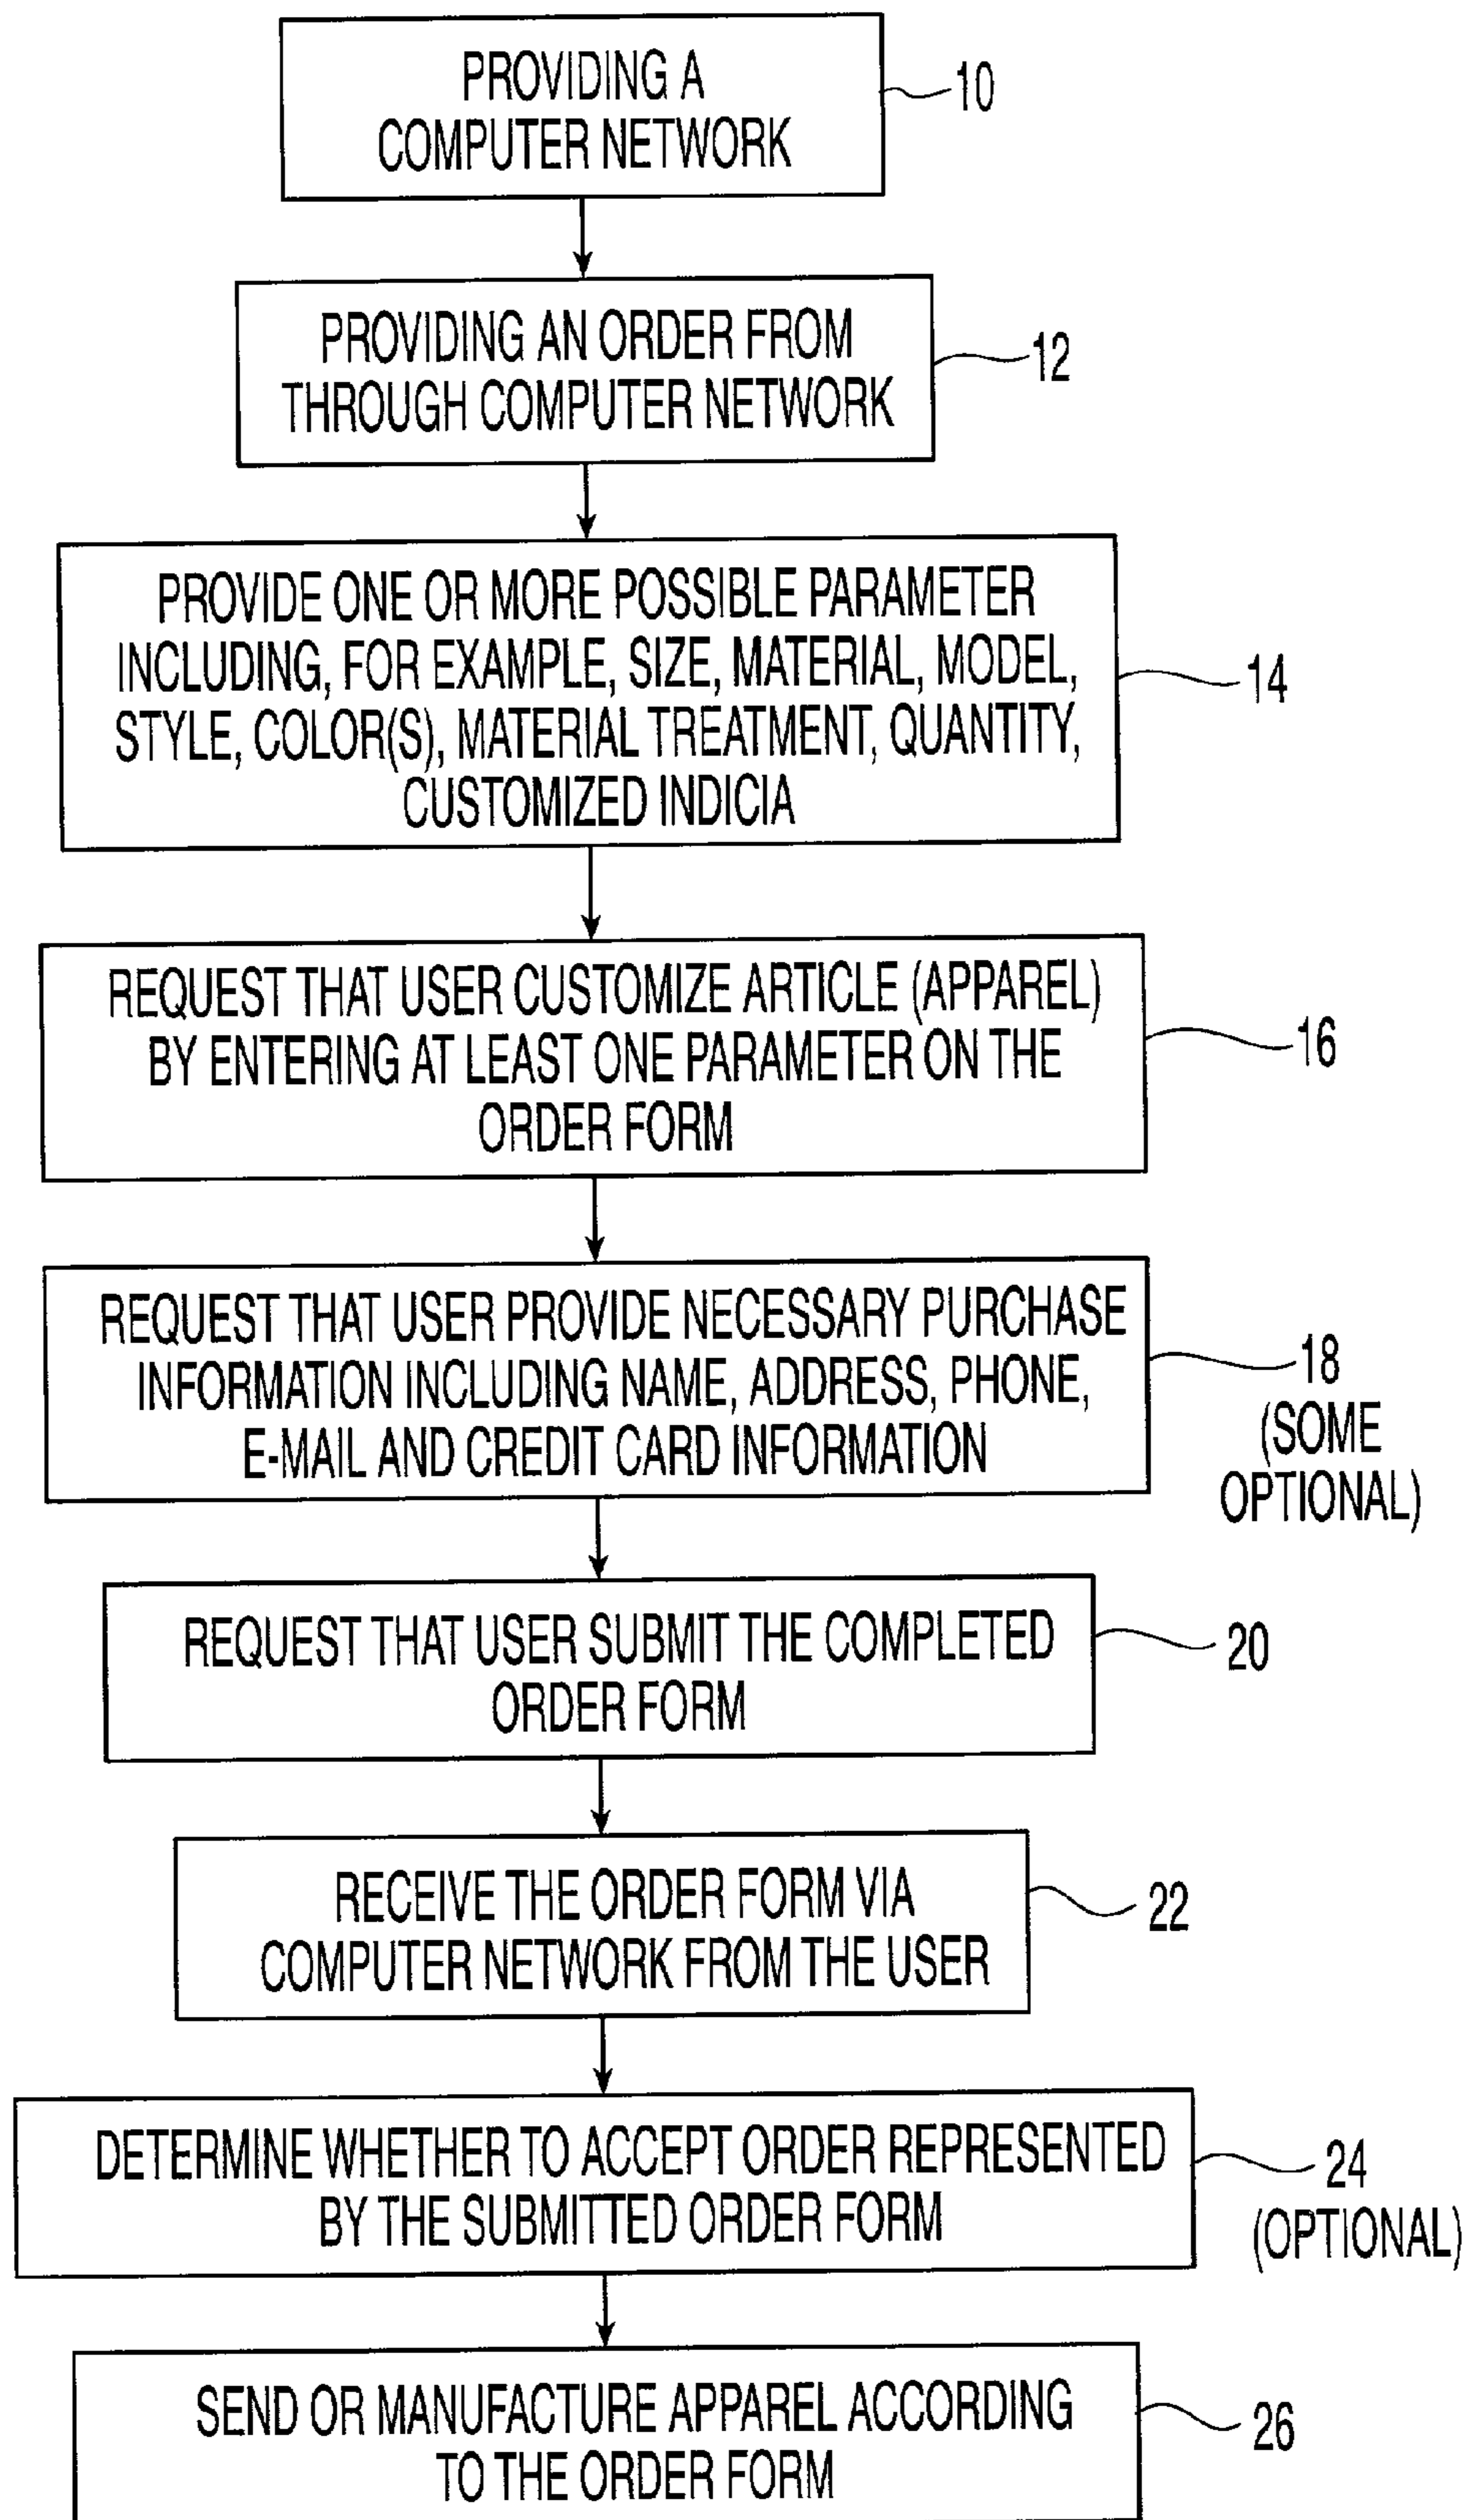 PROVIDING A
COMPUTER NETWORK
10
PROVIDING AN ORDER FROM
THROUGH COMPUTER NETWORK
12
PROVIDE ONE OR MORE POSSIBLE PARAMETER
INCLUDING, FOR EXAMPLE, SIZE, MATERIAL, MODEL,
STYLE, COLOR(S), MATERIAL TREATMENT, QUANTITY,
CUSTOMIZED INDICIA
14
REQUEST THAT USER CUSTOMIZE ARTICLE (APPAREL)
BY ENTERING AT LEAST ONE PARAMETER ON THE
ORDER FORM
16
REQUEST THAT USER PROVIDE NECESSARY PURCHASE
INFORMATION INCLUDING NAME, ADDRESS, PHONE,
E-MAIL AND CREDIT CARD INFORMATION
18
(SOME
OPTIONAL)
REQUEST THAT USER SUBMIT THE COMPLETED
ORDER FORM
20
RECEIVE THE ORDER FORM VIA
COMPUTER NETWORK FROM THE USER
22
DETERMINE WHETHER TO ACCEPT ORDER REPRESENTED
BY THE SUBMITTED ORDER FORM
24
(OPTIONAL)
SEND OR MANUFACTURE APPAREL ACCORDING
TO THE ORDER FORM
26